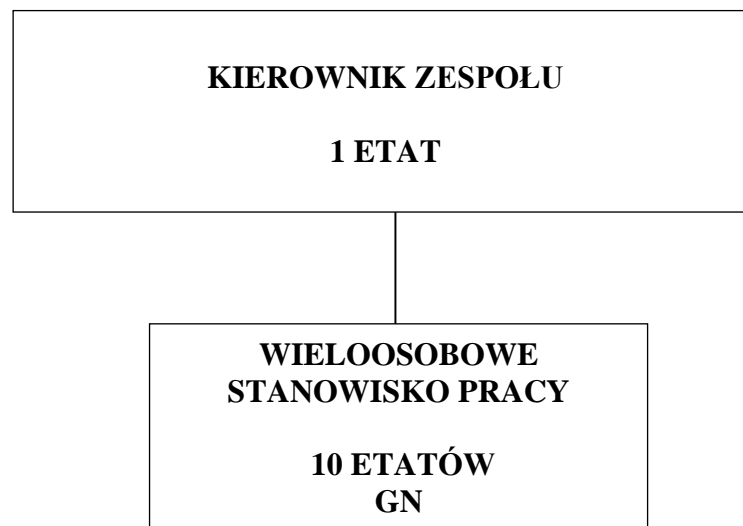 KIEROWNIK ZESPOŁU
1 ETAT
WIELOOSOBOWE
STANOWISKO PRACY
10 ETATÓW
GN